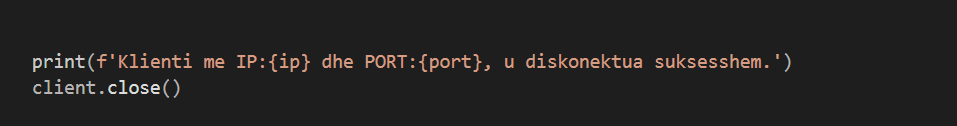 print(f'Klienti me IP:{ip} dhe PORT:{port}, u diskonektua suksesshem.')
client.close()